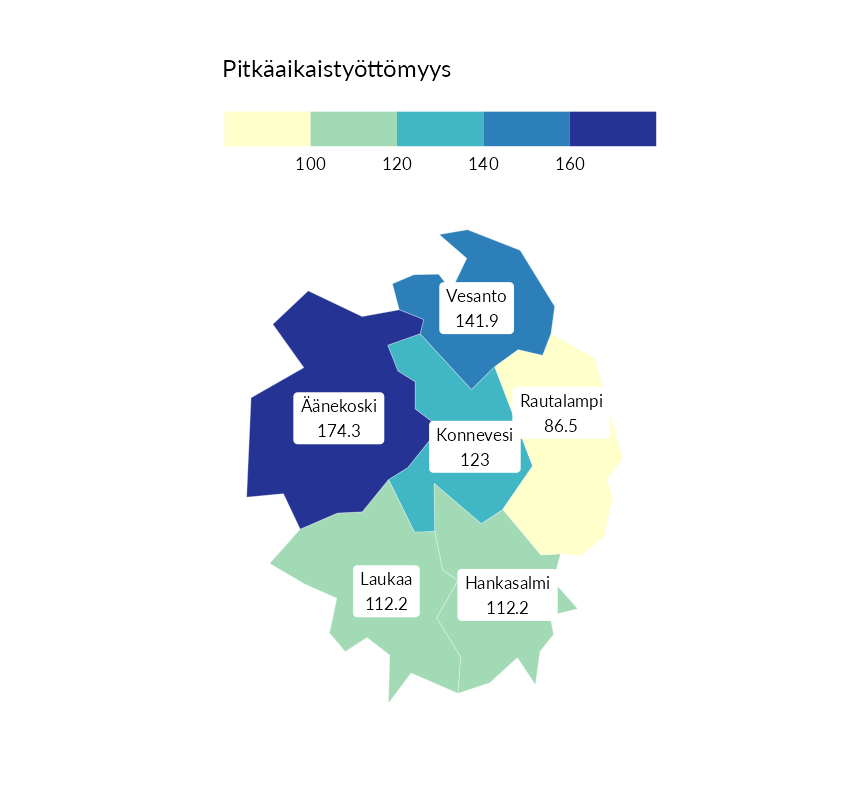 Pitkäaikaistyöttömyys
100 120 140 160
Vesanto
141.9
Äänekoski
174.3
Rautalampi
86.5
Konnevesi
123
Laukaa
112.2
Hankasalmi
112.2